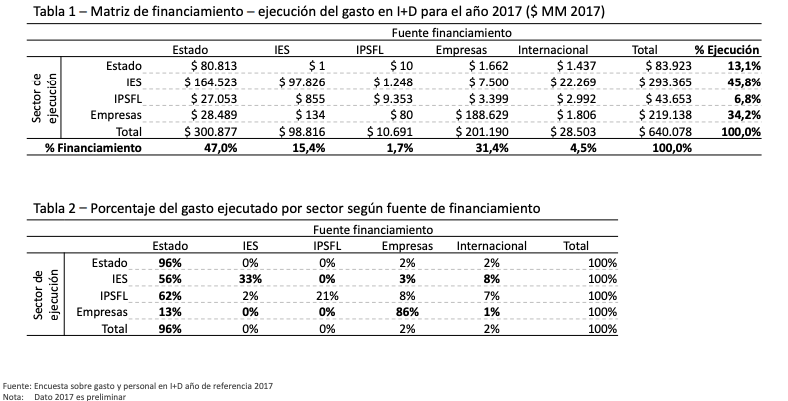 Tabla 1 – Matriz de financiamiento – ejecución del gasto en I+D para el año 2017 ($ MM 2017)
Fuente financiamiento
Estado IES IPSFL Empresas Internacional Total % Ejecución
Sector ce ejecución
Estado $ 80.813 $ 1 $ 10 $ 1.662 $ 1.437 $ 83.923 13,1%
IES $ 164.523 $ 97.826 $ 1.248 $ 7.500 $ 22.269 $ 293.365 45,8%
IPSFL $ 27.053 $ 855 $ 9.353 $ 3.399 $ 2.992 $ 43.653 6,8%
Empresas $ 28.489 $ 134 $ 80 $ 188.629 $ 1.806 $ 219.138 34,2%
Total $ 300.877 $ 98.816 $ 10.691 $ 201.190 $ 28.503 $ 640.078 100,0%
% Financiamiento 47,0% 15,4% 1,7% 31,4% 4,5% 100,0%
Tabla 2 – Porcentaje del gasto ejecutado por sector según fuente de financiamiento
Fuente financiamiento
Estado IES IPSFL Empresas Internacional Total
Sector de ejecución
Estado 96% 0% 0% 2% 2% 100%
IES 56% 33% 0% 3% 8% 100%
IPSFL 62% 2% 21% 8% 7% 100%
Empresas 13% 0% 0% 86% 1% 100%
Total 96% 0% 0% 2% 2% 100%
Fuente: Encuesta sobre gasto y personal en I+D año de referencia 2017
Nota: Dato 2017 es preliminar